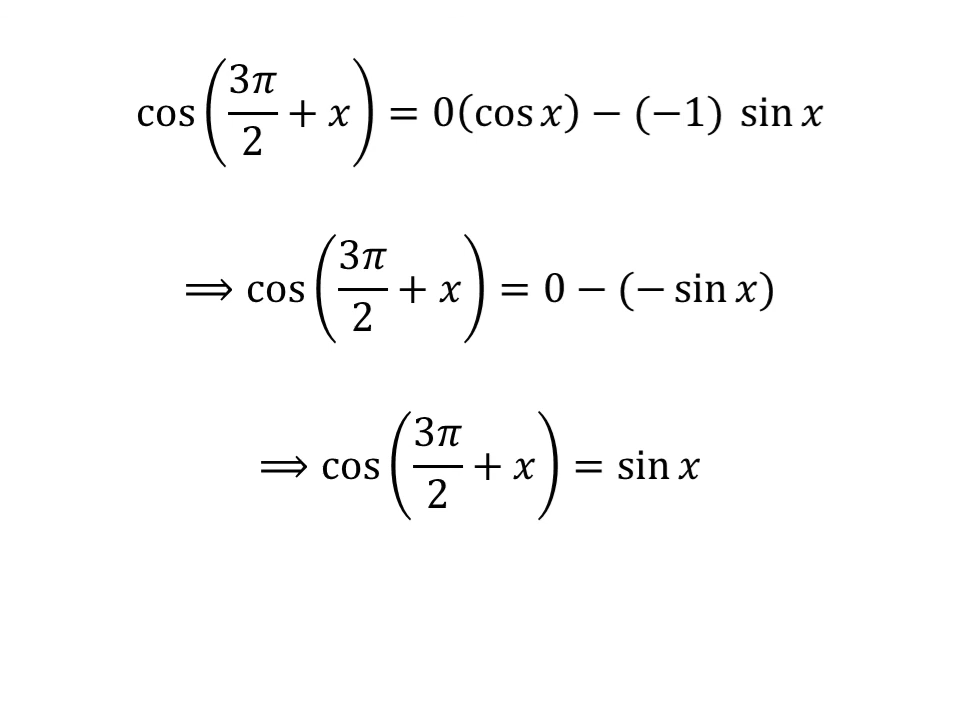 cos(3π/2 + x) = 0(cos x) − (−1) sin x
⟹ cos(3π/2 + x) = 0 − (− sin x)
⟹ cos(3π/2 + x) = sin x